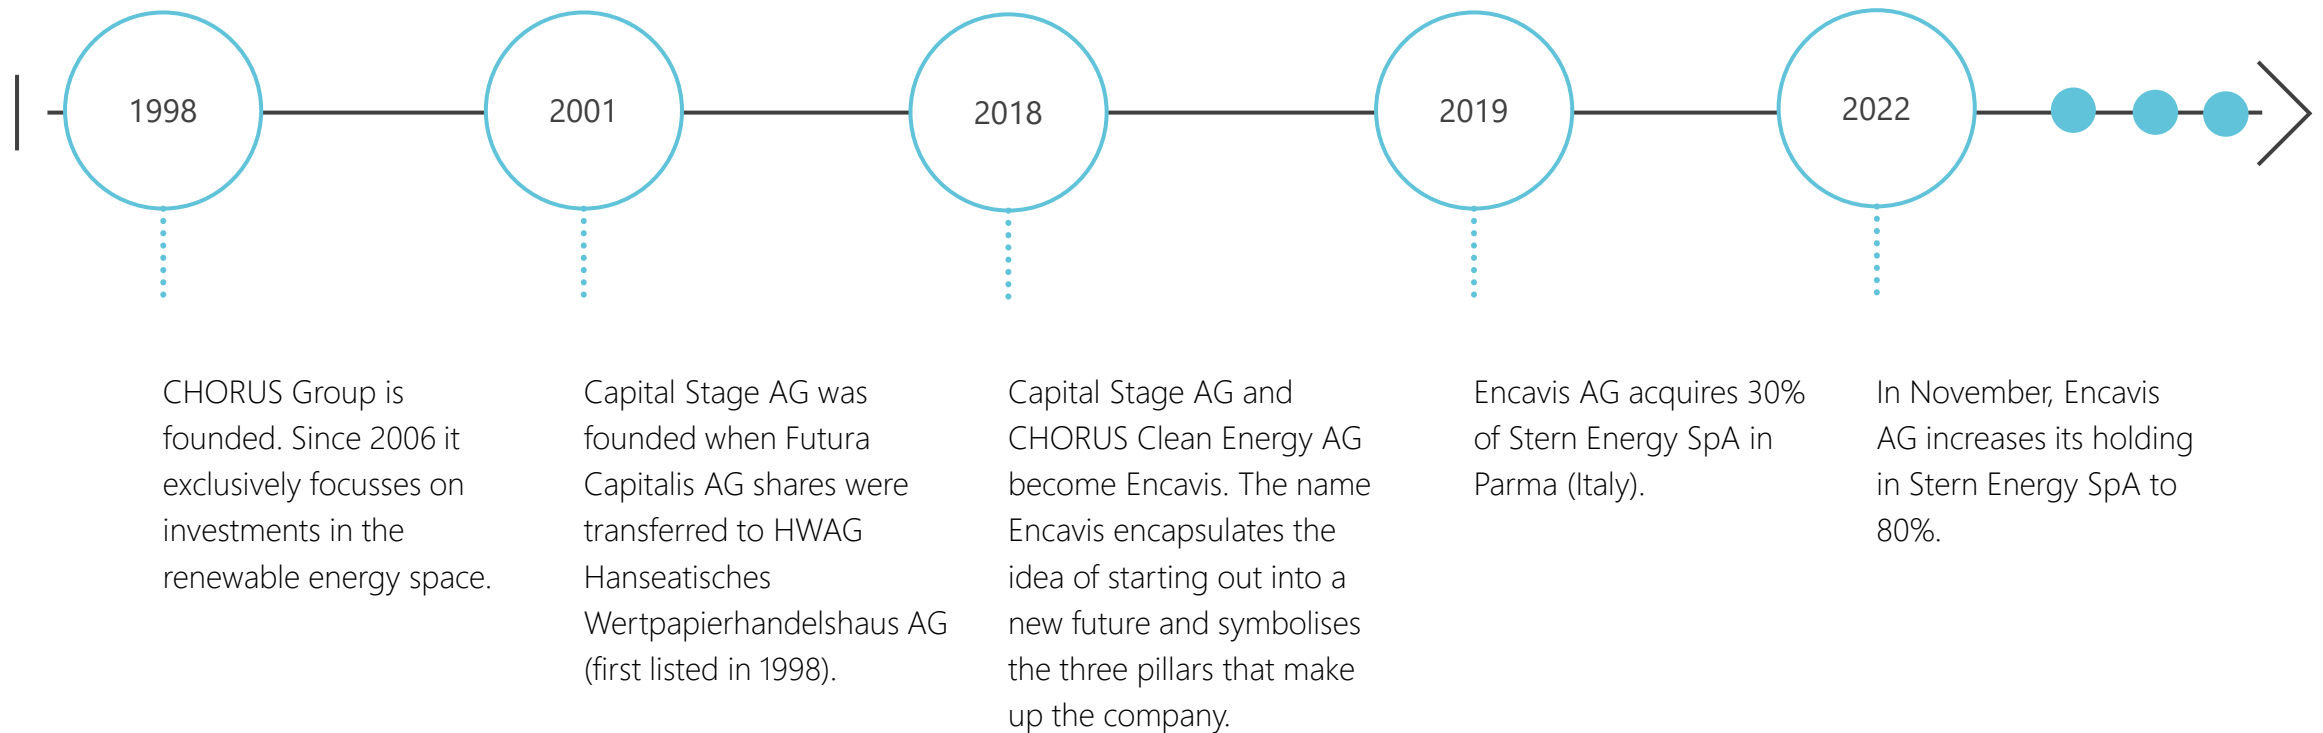 1998
2001
2018
2019
2022
CHORUS Group is
founded. Since 2006 it
exclusively focusses on
investments in the
renewable energy space.
Capital Stage AG was
founded when Futura
Capitalis AG shares were
transferred to HWAG
Hanseatisches
Wertpapierhandelshaus AG
(first listed in 1998).
Capital Stage AG and
CHORUS Clean Energy AG
become Encavis. The name
Encavis encapsulates the
idea of starting out into a
new future and symbolises
the three pillars that make
up the company.
Encavis AG acquires 30%
of Stern Energy SpA in
Parma (Italy).
In November, Encavis
AG increases its holding
in Stern Energy SpA to
80%.